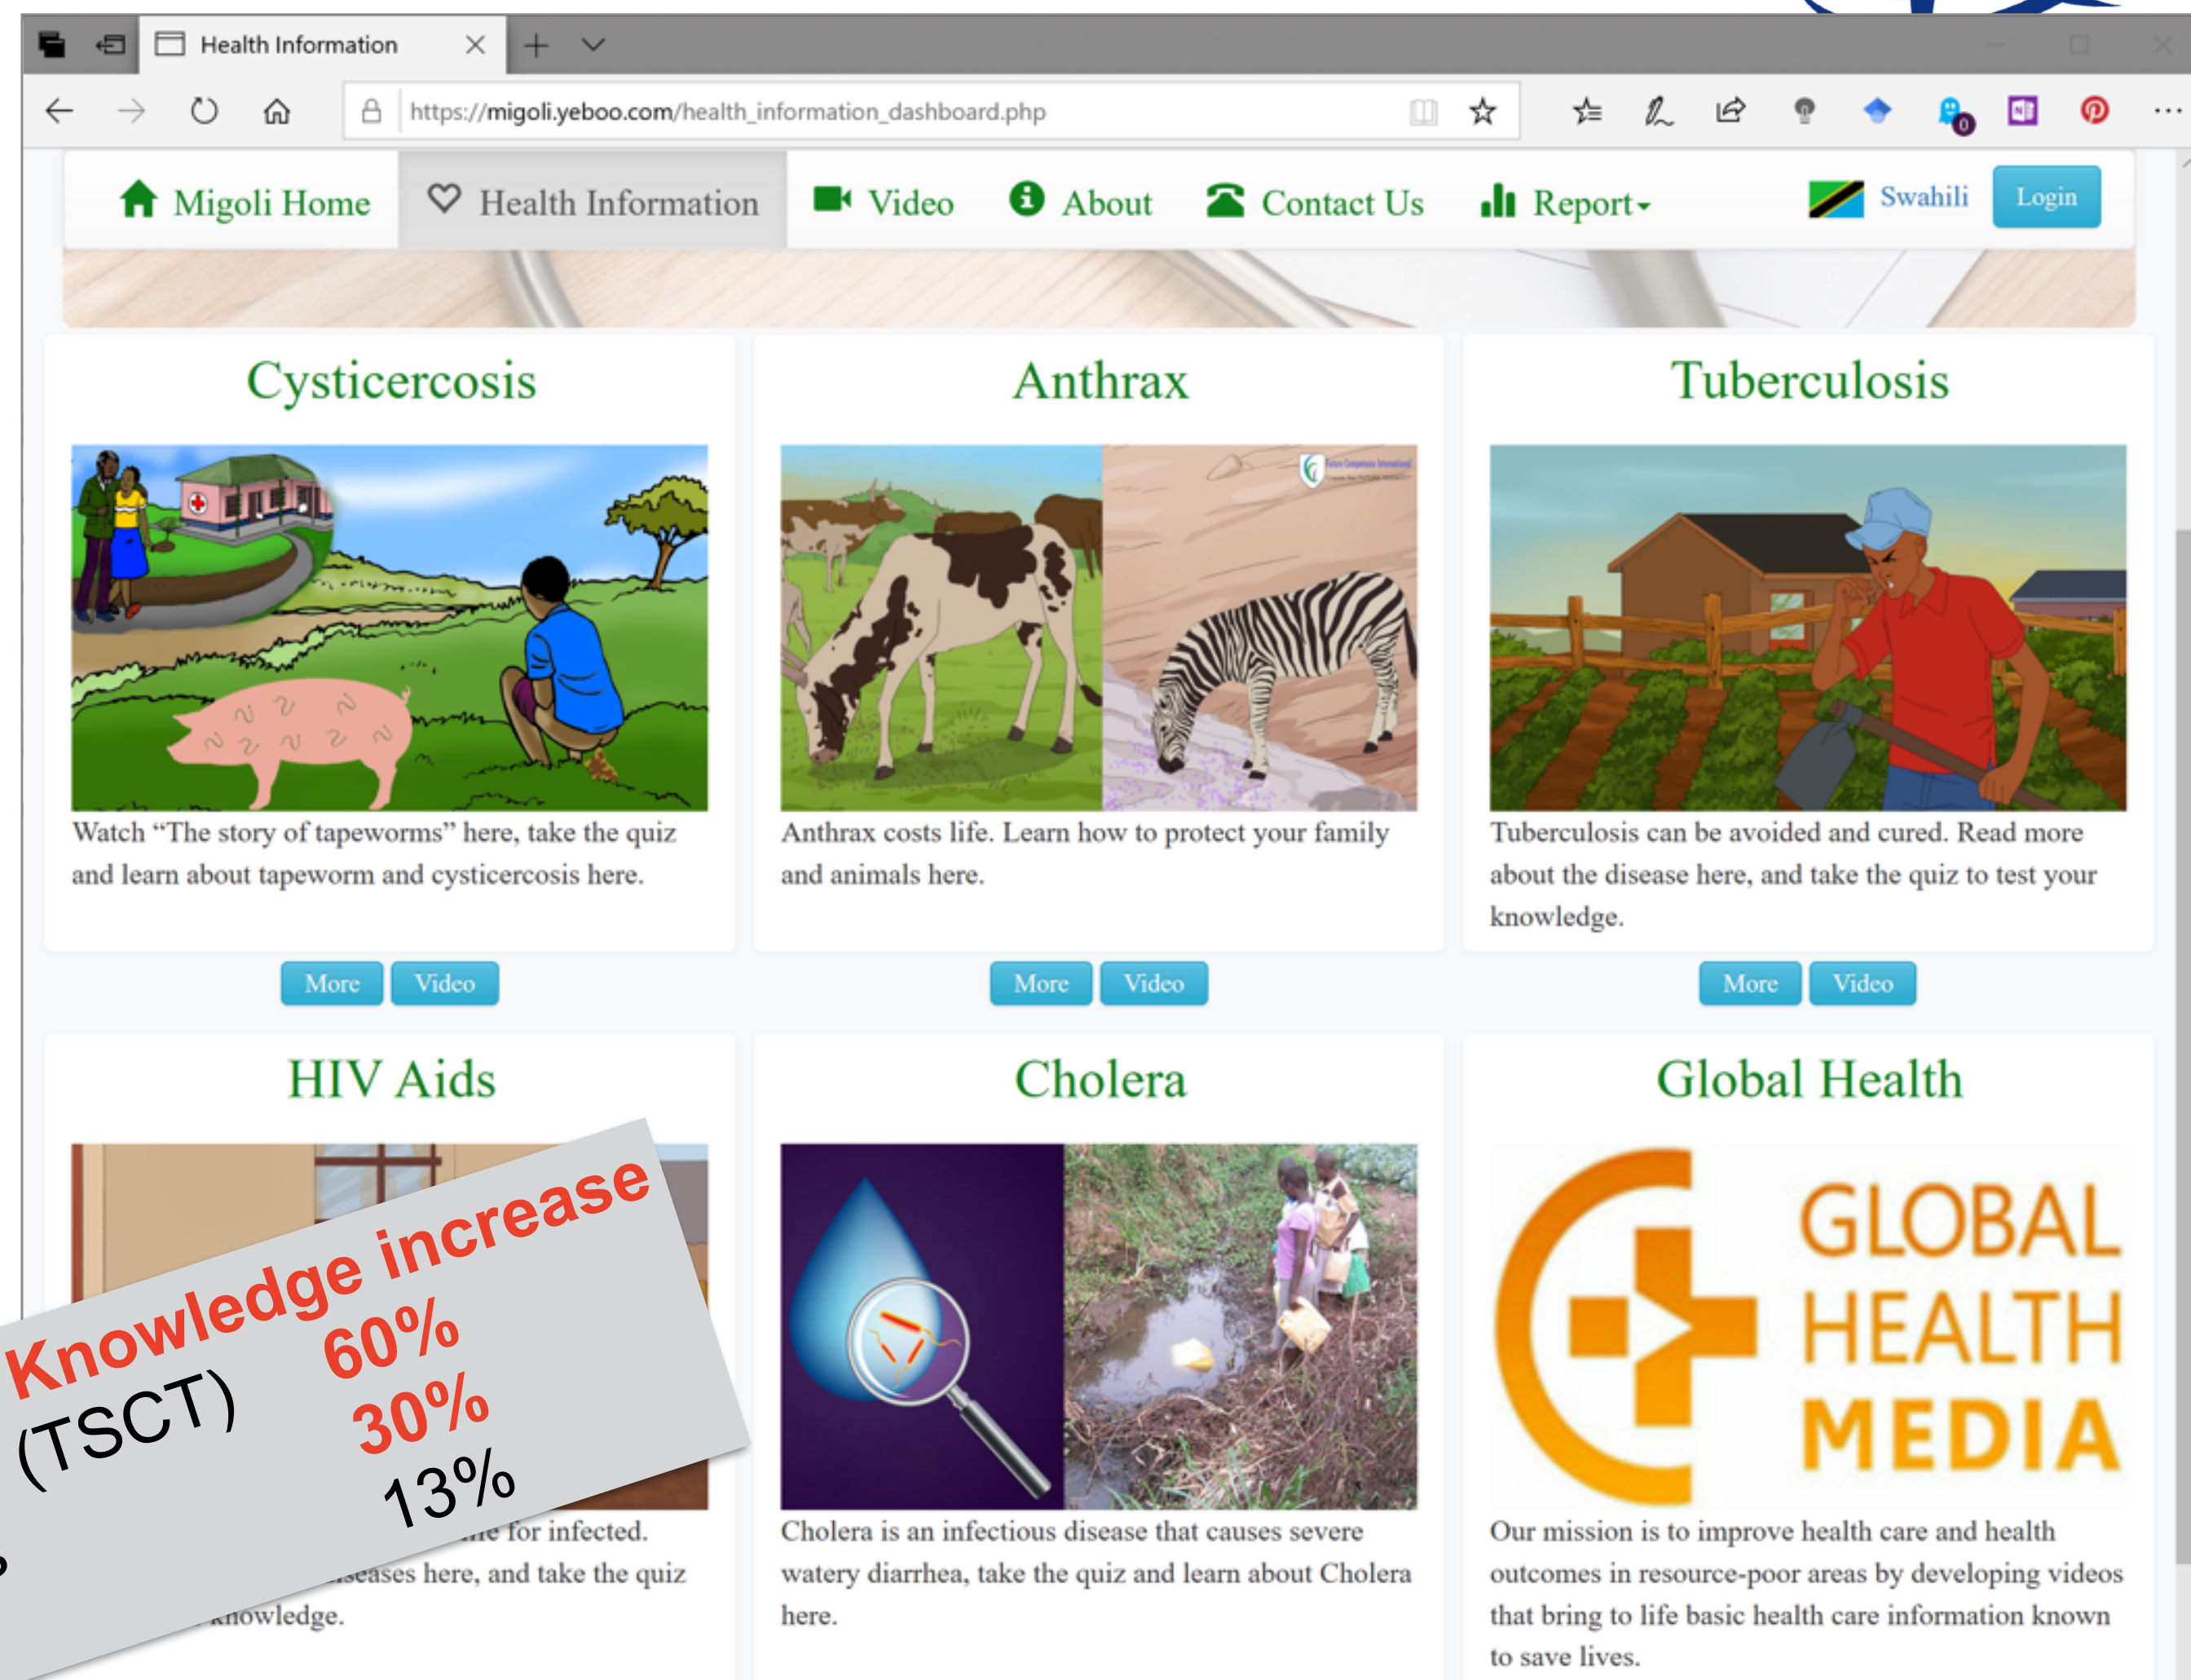 Health Information
https://migoli.yeboo.com/health_information_dashboard.php
0
Migoli Home
Health Information
Video
About
Contact Us
Report
Swahili
Login
Cysticercosis
Watch “The story of tapeworms” here, take the quiz
and learn about tapeworm and cysticercosis here.
More
Video
Anthrax
Future Competence International
Anthrax costs life. Learn how to protect your family
and animals here.
More
Video
Tuberculosis
Tuberculosis can be avoided and cured. Read more
about the disease here, and take the quiz to test your
knowledge.
More
Video
HIV Aids
for infected.
here, and take the quiz
knowledge.
Knowledge increase
(TSCT) 60%
30%
13%
Cholera
Cholera is an infectious disease that causes severe
watery diarrhea, take the quiz and learn about Cholera
here.
Global Health
GLOBAL
HEALTH
MEDIA
Our mission is to improve health care and health
outcomes in resource-poor areas by developing videos
that bring to life basic health care information known
to save lives.